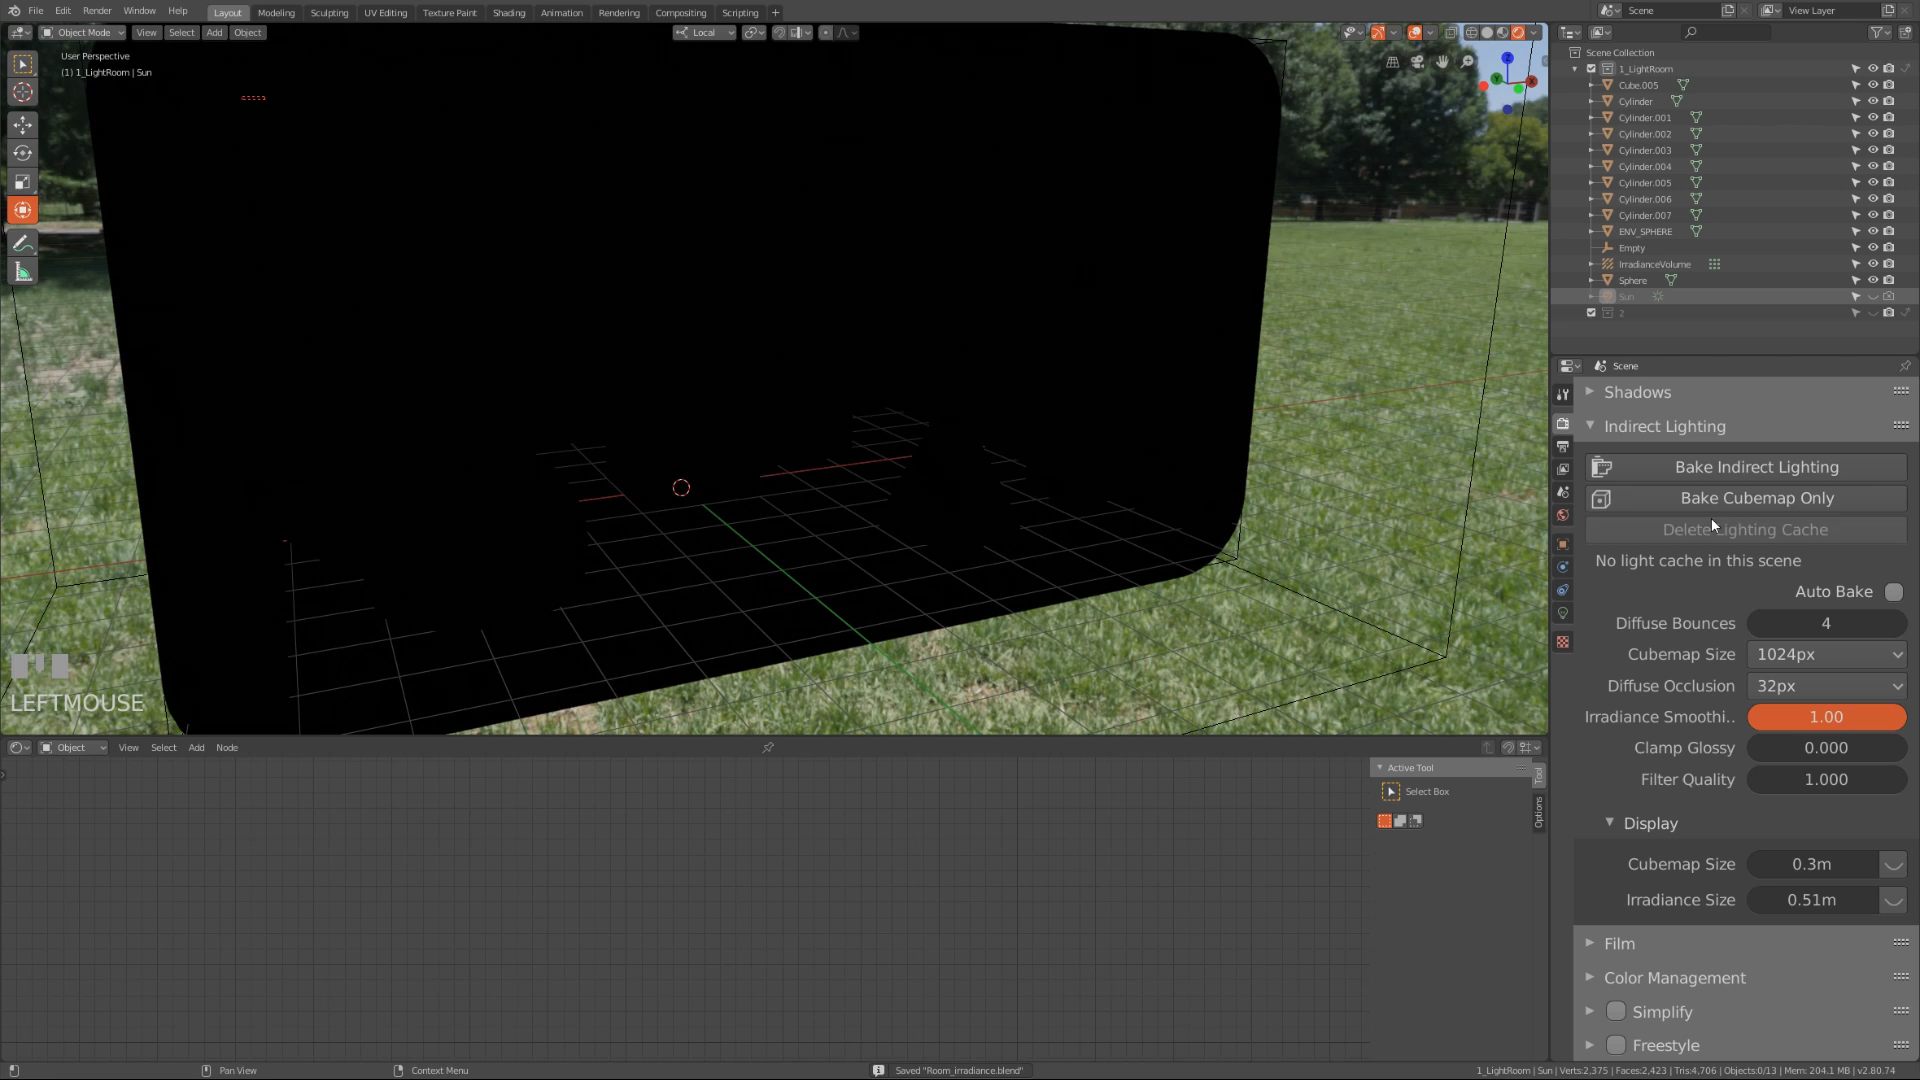 File Edit Render Window Help
Layout Modeling Sculpting UV Editing Texture Paint Shading Animation Rendering Compositing Scripting +
Scene
View Layer
Object Mode View Select Add Object
Local
User Perspective
(1) 1_LightRoom | Sun
Z
Y
X
LEFTMOUSE
Scene Collection
1_LightRoom
Cube.005
Cylinder
Cylinder.001
Cylinder.002
Cylinder.003
Cylinder.004
Cylinder.005
Cylinder.006
Cylinder.007
ENV_SPHERE
Empty
IrradianceVolume
Sphere
Sun
2
Scene
Shadows
Indirect Lighting
Bake Indirect Lighting
Bake Cubemap Only
Delete Lighting Cache
No light cache in this scene
Auto Bake
Diffuse Bounces 4
Cubemap Size 1024px
Diffuse Occlusion 32px
Irradiance Smoothi.. 1.00
Clamp Glossy 0.000
Filter Quality 1.000
Display
Cubemap Size 0.3m
Irradiance Size 0.51m
Film
Color Management
Simplify
Freestyle
Object View Select Add Node
Active Tool
Select Box
Tool
Options
Pan View
Context Menu
Saved "Room_irradiance.blend"
1_LightRoom | Sun | Verts:2,375 | Faces:2,423 | Tris:4,706 | Objects:0/13 | Mem: 204.1 MB | v2.80.74